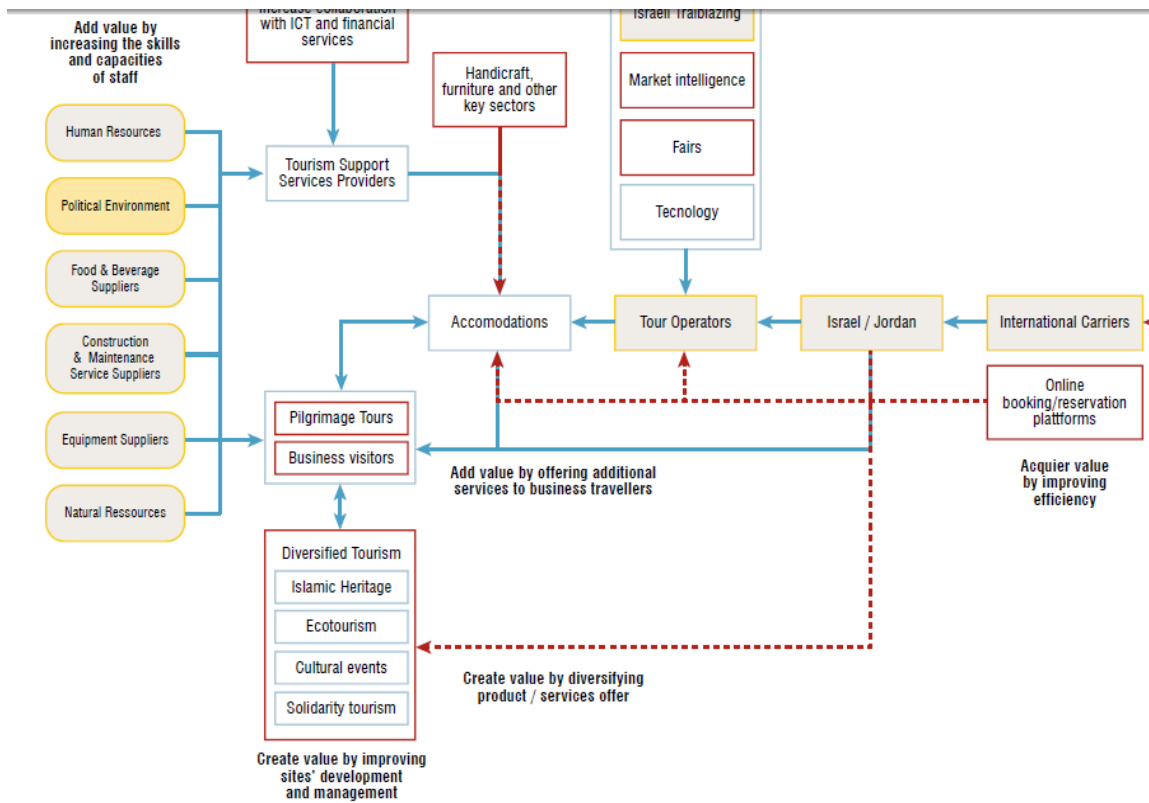 Add value by
increasing the skills
and capacities
of staff
Increase collaboration
with ICT and financial
services
Israeli Traiblazing
Handicraft,
furniture and other
key sectors
Market intelligence
Fairs
Tecnology
Human Resources
Political Environment
Food & Beverage
Suppliers
Construction
& Maintenance
Service Suppliers
Equipment Suppliers
Natural Ressources
Tourism Support
Services Providers
Accomodations
Tour Operators
Israel / Jordan
International Carriers
Online
booking/reservation
plattforms
Acquier value
by improving
efficiency
Pilgrimage Tours
Business visitors
Add value by offering additional
services to business travellers
Diversified Tourism
Islamic Heritage
Ecotourism
Cultural events
Solidarity tourism
Create value by diversifying
product / services offer
Create value by improving
sites' development
and management